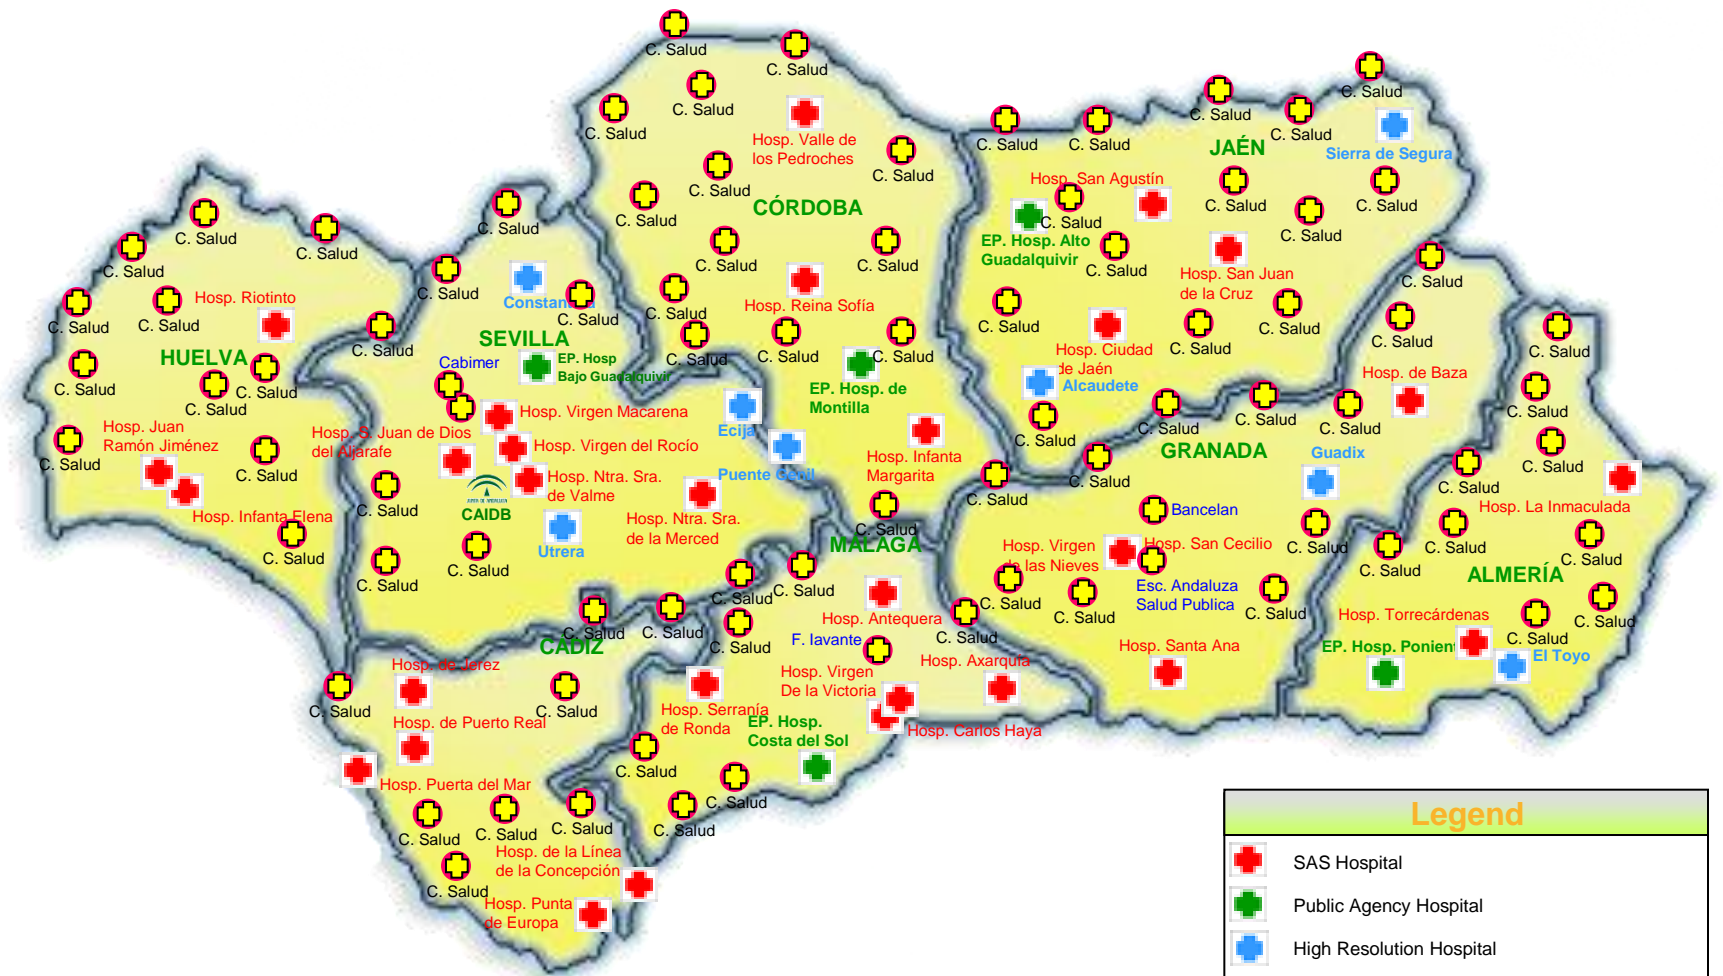 C. Salud
C. Salud
C. Salud
C. Salud
C. Salud
Hosp. Valle de
los Pedroches
C. Salud
C. Salud
C. Salud
CÓRDOBA
C. Salud
C. Salud
C. Salud
Hosp. Reina Sofía
C. Salud
C. Salud
C. Salud
EP. Hosp. de
Montilla
Hosp. Infanta
Margarita
Puente Genil
C. Salud
C. Salud
C. Salud
C. Salud
C. Salud
C. Salud
JAÉN
Sierra de Segura
Hosp. San Agustín
C. Salud
C. Salud
C. Salud
C. Salud
EP. Hosp. Alto
Guadalquivir
C. Salud
Hosp. San Juan
de la Cruz
C. Salud
C. Salud
C. Salud
Hosp. Ciudad
de Jaén
Alcaudete
C. Salud
C. Salud
C. Salud
C. Salud
C. Salud
C. Salud
C. Salud
Hosp. Riotinto
C. Salud
C. Salud
HUELVA
C. Salud
C. Salud
C. Salud
C. Salud
Hosp. Juan
Ramón Jiménez
C. Salud
C. Salud
Hosp. Infanta Elena
C. Salud
C. Salud
C. Salud
C. Salud
Constantina
SEVILLA
C. Salud
Cabimer
EP. Hosp
Bajo Guadalquivir
Hosp. Virgen Macarena
Hosp. S. Juan de Dios
del Aljarafe
Hosp. Virgen del Rocío
Ecija
Hosp. Ntra. Sra.
de Valme
JUNTA DE ANDALUCIA
CAIDB
C. Salud
Hosp. Ntra. Sra.
de la Merced
Utrera
C. Salud
C. Salud
C. Salud
C. Salud
C. Salud
Hosp. de Baza
GRANADA
Guadix
C. Salud
C. Salud
Bancelan
C. Salud
Hosp. Virgen
de las Nieves
Hosp. San Cecilio
C. Salud
C. Salud
Esc. Andaluza
Salud Publica
C. Salud
Hosp. Santa Ana
C. Salud
C. Salud
C. Salud
C. Salud
C. Salud
Hosp. La Inmaculada
C. Salud
C. Salud
ALMERÍA
C. Salud
C. Salud
Hosp. Torrecárdenas
EP. Hosp. Ponient
El Toyo
MÁLAGA
C. Salud
C. Salud
C. Salud
Hosp. Antequera
C. Salud
F. Iavante
Hosp. Virgen
De la Victoria
Hosp. Axarquía
Hosp. Serranía
de Ronda
EP. Hosp.
Costa del Sol
Hosp. Carlos Haya
C. Salud
C. Salud
C. Salud
C. Salud
C. Salud
CÁDIZ
Hosp. de Jerez
C. Salud
C. Salud
Hosp. de Puerto Real
Hosp. Puerta del Mar
C. Salud
C. Salud
C. Salud
Hosp. de la Línea
de la Concepción
C. Salud
Hosp. Punta
de Europa
Legend
SAS Hospital
Public Agency Hospital
High Resolution Hospital